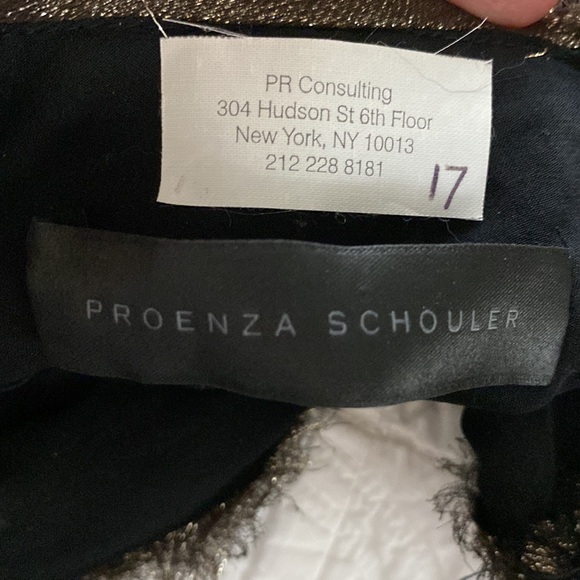 PR Consulting
304 Hudson St 6th Floor
New York, NY 10013
212 228 8181
17
PROENZA SCHOULER